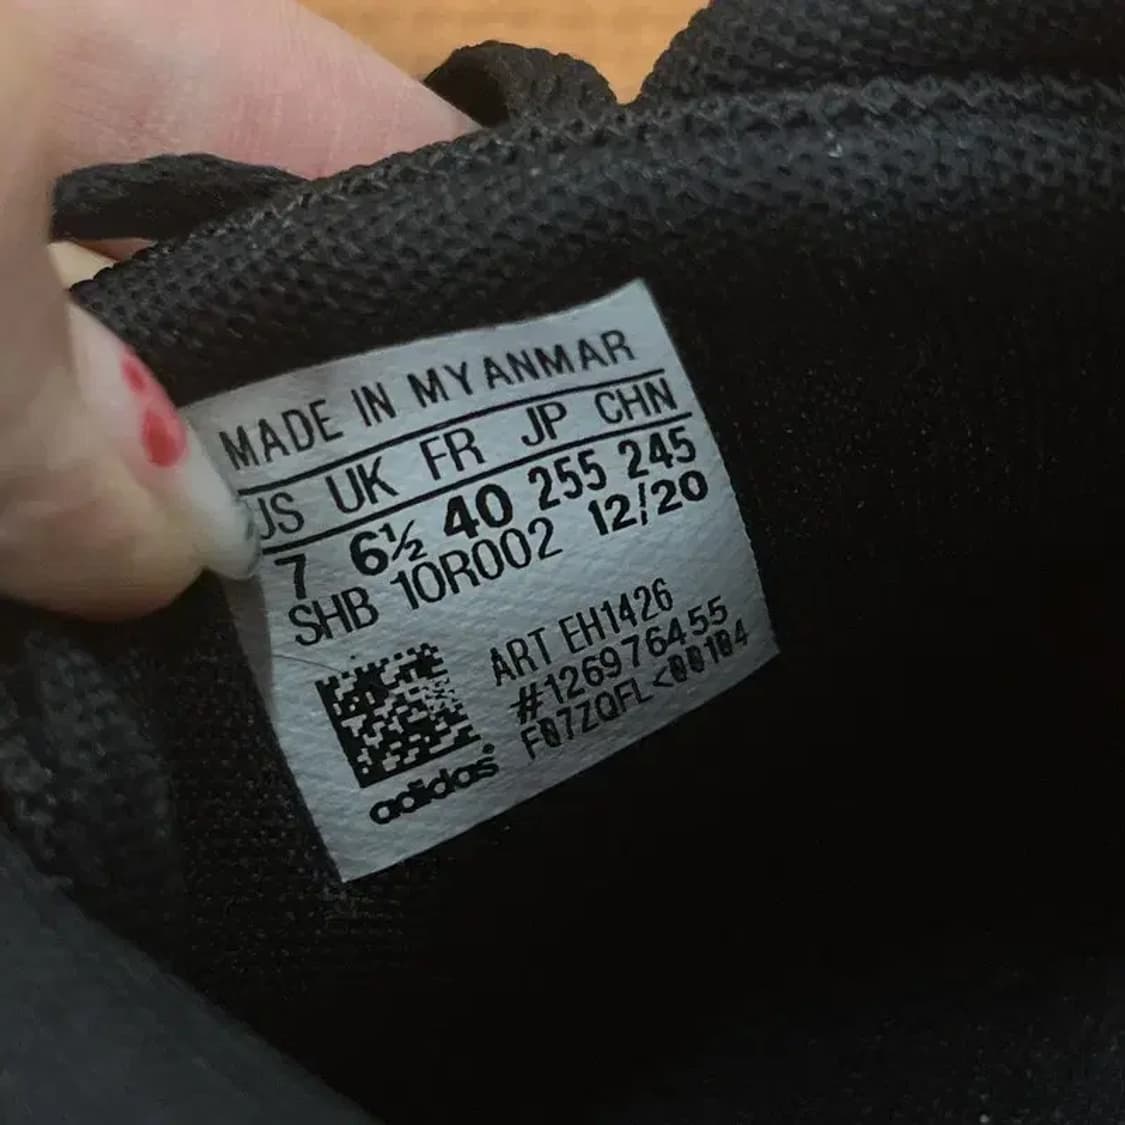 MADE IN MYANMAR
US UK FR JP CHN
7 6½ 40 255 245
SHB 10R002 12/20
ART EH1426
#126976455
F07ZQFL<00104
adidas®